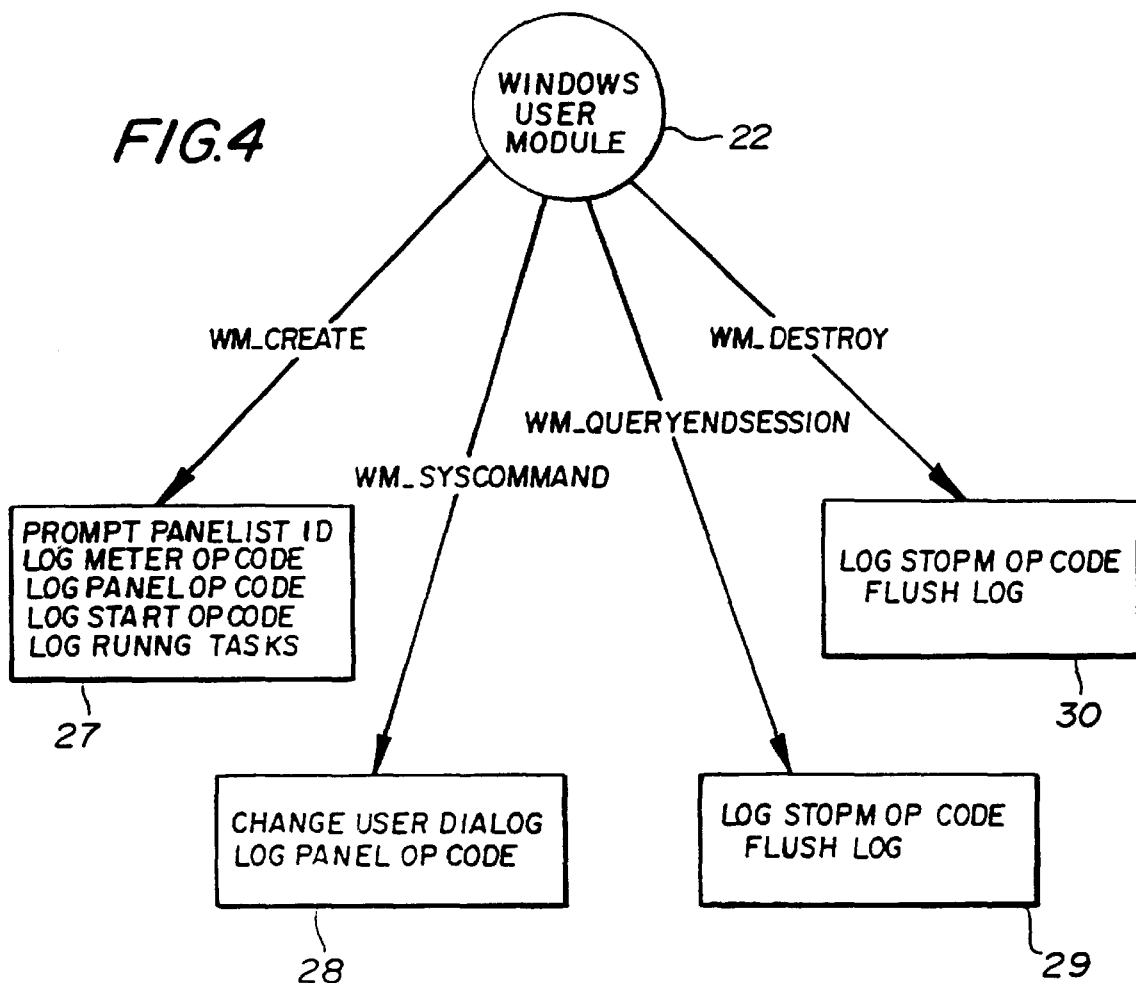 FIG.4
WINDOWS
USER
MODULE
22
WM_CREATE
WM_DESTROY
WM_QUERYENDSESSION
WM_SYSCOMMAND
PROMPT PANELIST ID
LOG METER OP CODE
LOG PANEL OP CODE
LOG START OP CODE
LOG RUNNG TASKS
27
LOG STOPM OP CODE
FLUSH LOG
30
CHANGE USER DIALOG
LOG PANEL OP CODE
28
LOG STOPM OP CODE
FLUSH LOG
29